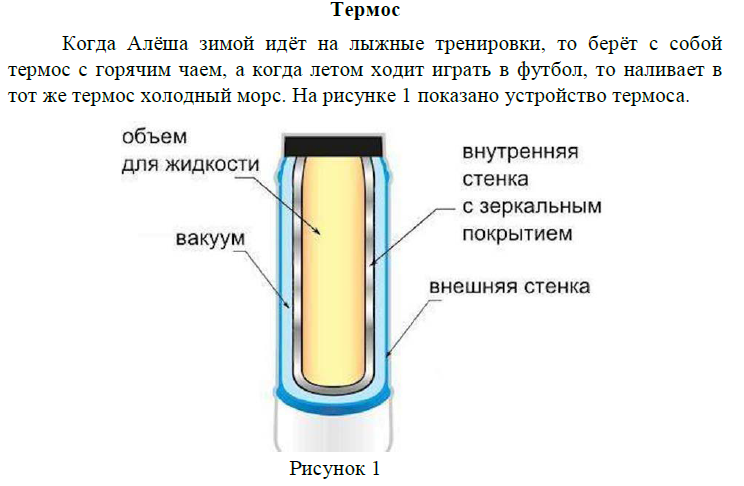 Термос
Когда Алёша зимой идёт на лыжные тренировки, то берёт с собой
термос с горячим чаем, а когда летом ходит играть в футбол, то наливает в
тот же термос холодный морс. На рисунке 1 показано устройство термоса.
объем
для жидкости
вакуум
внутренняя
стенка
с зеркальным
покрытием
внешняя стенка
Рисунок 1